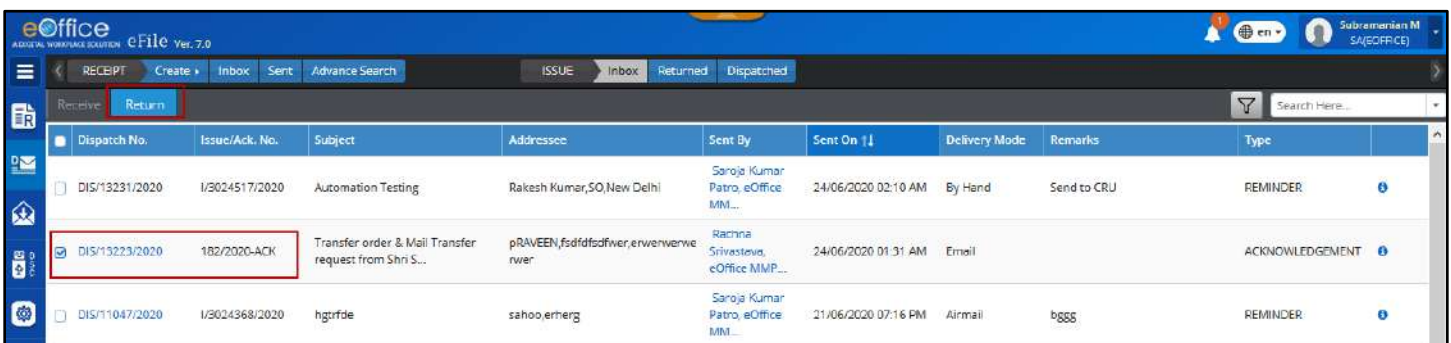 eOffice
A DIGITAL WORKPLACE SOLUTION eFile Ver. 7.0
1
en
Subramanian M
SA(EOFFICE)
RECEIPT Create Inbox Sent Advance Search
ISSUE Inbox Returned Dispatched
Receive Return
Search Here...
Dispatch No. Issue/Ack. No. Subject Addressee Sent By Sent On Delivery Mode Remarks Type
DIS/13231/2020 I/3024517/2020 Automation Testing Rakesh Kumar,SO,New Delhi Saroja Kumar 24/06/2020 02:10 AM By Hand Send to CRU REMINDER
Patro, eOffice
MM...
DIS/13223/2020 182/2020-ACK Transfer order & Mail Transfer pRAVEEN,fsdfdfsdfwer,erwerwerwe Rachna 24/06/2020 01:31 AM Email ACKNOWLEDGEMENT
request from Shri S... rwer Srivastava,
eOffice MMP...
DIS/11047/2020 I/3024368/2020 hgtrfde sahoo,erherg Saroja Kumar 21/06/2020 07:16 PM Airmail bggg REMINDER
Patro, eOffice
MM...
DSC